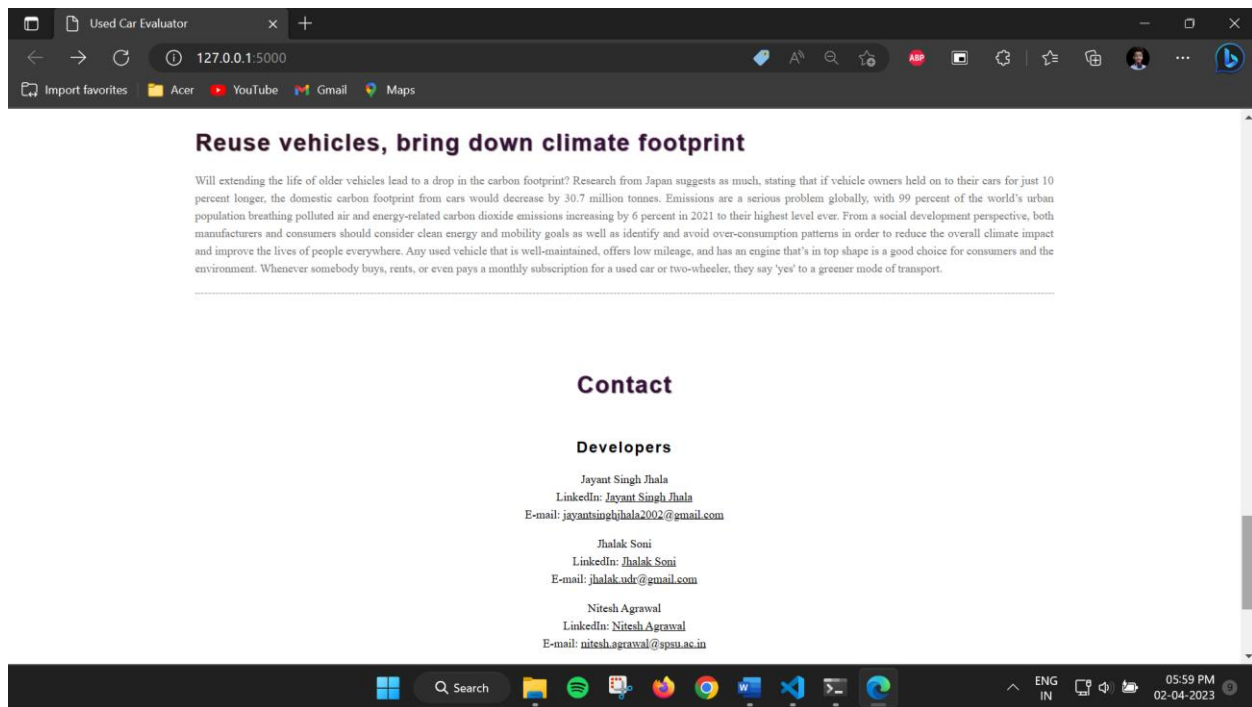 Used Car Evaluator
127.0.0.1:5000
ABP
Import favorites Acer YouTube Gmail Maps
Reuse vehicles, bring down climate footprint
Will extending the life of older vehicles lead to a drop in the carbon footprint? Research from Japan suggests as much, stating that if vehicle owners held on to their cars for just 10
percent longer, the domestic carbon footprint from cars would decrease by 30.7 million tonnes. Emissions are a serious problem globally, with 99 percent of the world's urban
population breathing polluted air and energy-related carbon dioxide emissions increasing by 6 percent in 2021 to their highest level ever. From a social development perspective, both
manufacturers and consumers should consider clean energy and mobility goals as well as identify and avoid over-consumption patterns in order to reduce the overall climate impact
and improve the lives of people everywhere. Any used vehicle that is well-maintained, offers low mileage, and has an engine that's in top shape is a good choice for consumers and the
environment. Whenever somebody buys, rents, or even pays a monthly subscription for a used car or two-wheeler, they say 'yes' to a greener mode of transport.
Contact
Developers
Jayant Singh Jhala
LinkedIn: Jayant Singh Jhala
E-mail: jayantsinghjhala2002@gmail.com
Jhalak Soni
LinkedIn: Jhalak Soni
E-mail: jhalak.udr@gmail.com
Nitesh Agrawal
LinkedIn: Nitesh Agrawal
E-mail: nitesh.agrawal@spsu.ac.in
Search
ENG
IN
05:59 PM
02-04-2023
9